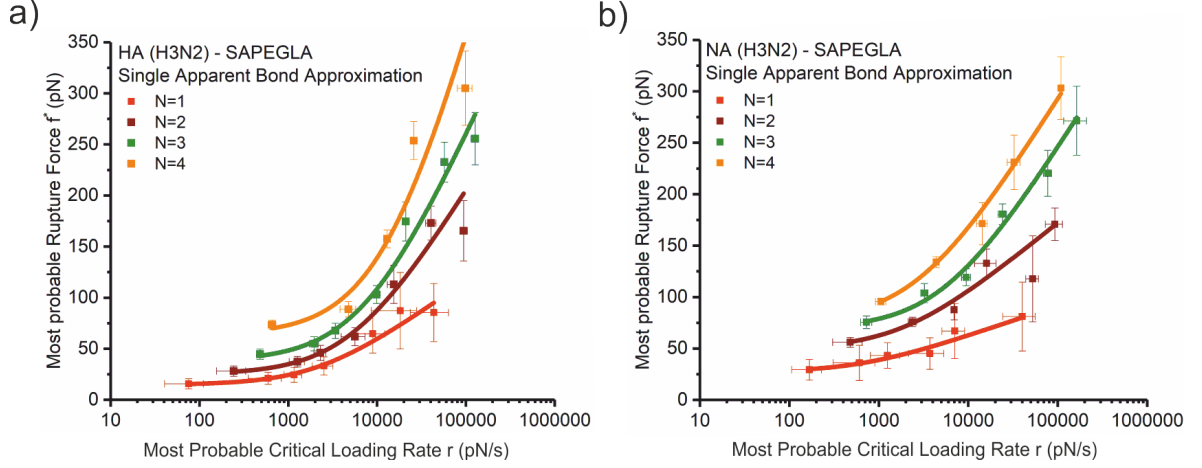 a)
HA (H3N2) - SAPEGLA
Single Apparent Bond Approximation
N=1
N=2
N=3
N=4
Most probable Rupture Force f* (pN)
350
300
250
200
150
100
50
0
10
100
1000
10000
100000
1000000
Most Probable Critical Loading Rate r (pN/s)
b)
NA (H3N2) - SAPEGLA
Single Apparent Bond Approximation
N=1
N=2
N=3
N=4
Most probable Rupture Force f* (pN)
350
300
250
200
150
100
50
0
10
100
1000
10000
100000
1000000
Most Probable Critical Loading Rate r (pN/s)